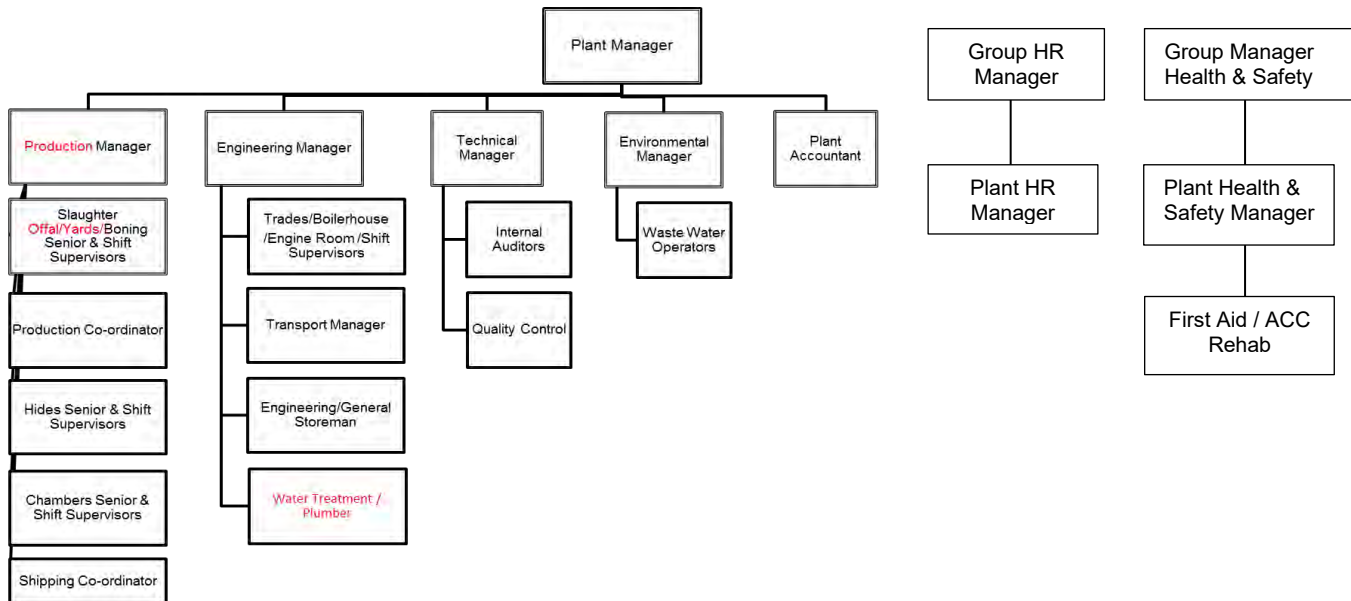 Plant Manager
Group HR
Manager
Group Manager
Health & Safety
Production Manager
Engineering Manager
Technical
Manager
Environmental
Manager
Plant
Accountant
Plant HR
Manager
Plant Health &
Safety Manager
Slaughter
Offal/Yards/Boning
Senior & Shift
Supervisors
Trades/Boilerhouse
/Engine Room /Shift
Supervisors
Internal
Auditors
Waste Water
Operators
Production Co-ordinator
Transport Manager
Quality Control
First Aid / ACC
Rehab
Hides Senior & Shift
Supervisors
Engineering/General
Storeman
Chambers Senior &
Shift Supervisors
Water Treatment /
Plumber
Shipping Co-ordinator